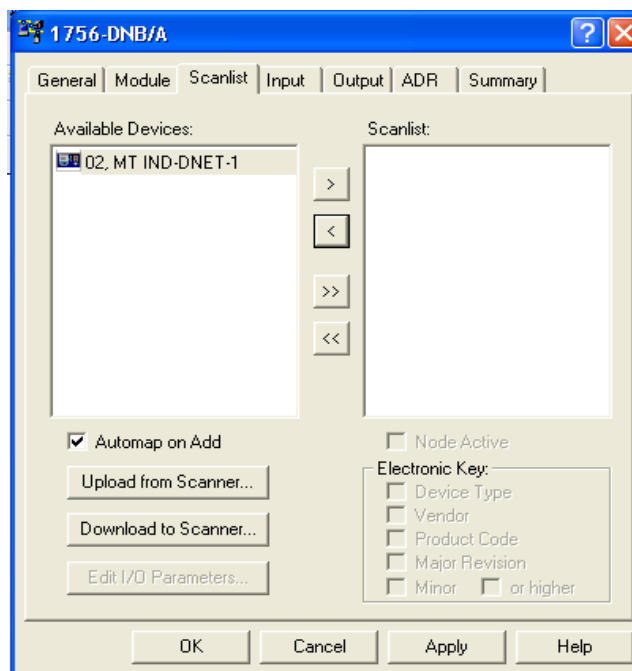 1756-DNB/A
General Module Scanlist Input Output ADR Summary
Available Devices: Scanlist:
02, MT IND-DNET-1
>
<
>>
<<
Automap on Add Node Active
Upload from Scanner... Electronic Key:
Device Type
Vendor
Download to Scanner... Product Code
Major Revision
Edit I/O Parameters... Minor or higher
OK Cancel Apply Help